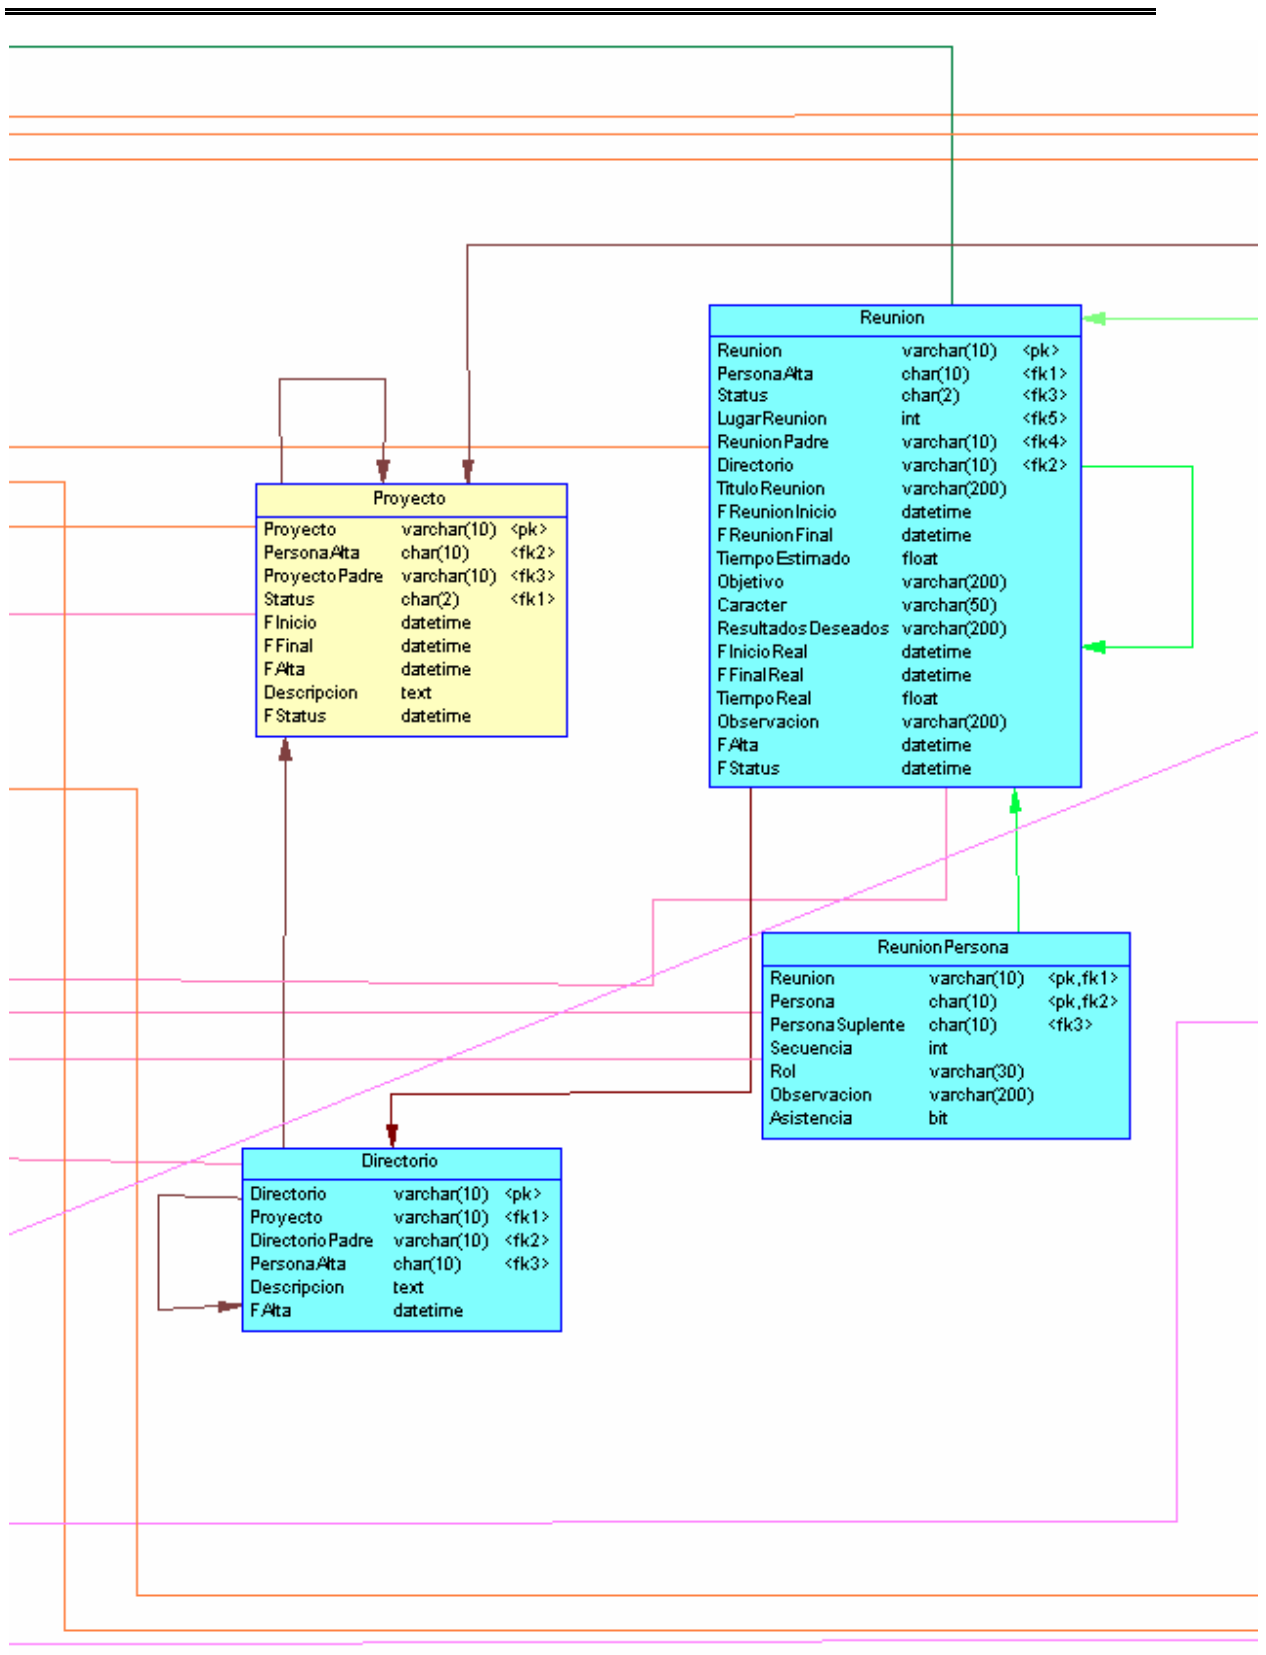 Reunion
Reunion varchar(10) <pk>
PersonaAlta char(10) <fk1>
Status char(2) <fk3>
LugarReunion int <fk5>
ReunionPadre varchar(10) <fk4>
Directorio varchar(10) <fk2>
TituloReunion varchar(200)
FReunionInicio datetime
FReunionFinal datetime
TiempoEstimado float
Objetivo varchar(200)
Caracter varchar(50)
ResultadosDeseados varchar(200)
FInicioReal datetime
FFinalReal datetime
TiempoReal float
Observacion varchar(200)
FAlta datetime
FStatus datetime
Proyecto
Proyecto varchar(10) <pk>
PersonaAlta char(10) <fk2>
ProyectoPadre varchar(10) <fk3>
Status char(2) <fk1>
FInicio datetime
FFinal datetime
FAlta datetime
Descripcion text
FStatus datetime
ReunionPersona
Reunion varchar(10) <pk,fk1>
Persona char(10) <pk,fk2>
PersonaSuplente char(10) <fk3>
Secuencia int
Rol varchar(30)
Observacion varchar(200)
Asistencia bit
Directorio
Directorio varchar(10) <pk>
Proyecto varchar(10) <fk1>
DirectorioPadre varchar(10) <fk2>
PersonaAlta char(10) <fk3>
Descripcion text
FAlta datetime